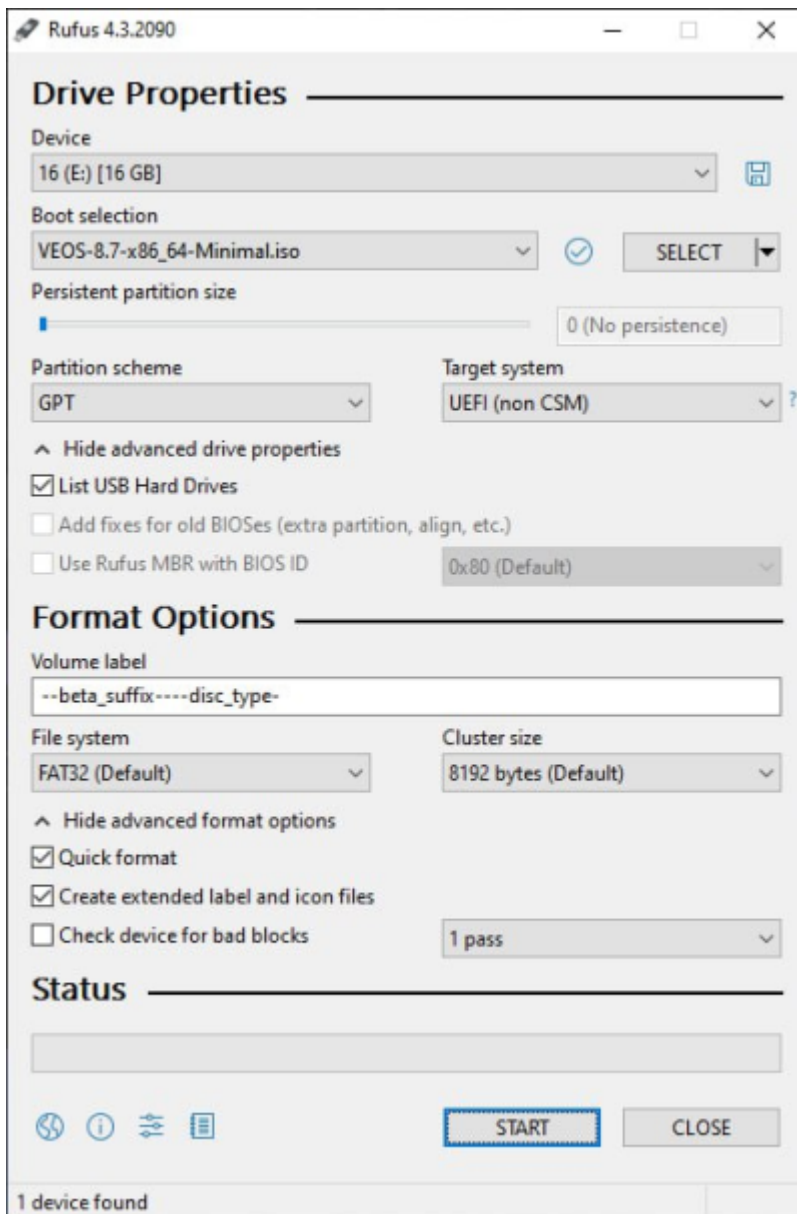 Rufus 4.3.2090
Drive Properties
Device
16 (E:) [16 GB]
Boot selection
VEOS-8.7-x86_64-Minimal.iso
SELECT
Persistent partition size
0 (No persistence)
Partition scheme
Target system
GPT
UEFI (non CSM)
?
Hide advanced drive properties
List USB Hard Drives
Add fixes for old BIOSes (extra partition, align, etc.)
Use Rufus MBR with BIOS ID
0x80 (Default)
Format Options
Volume label
--beta_suffix----disc_type-
File system
Cluster size
FAT32 (Default)
8192 bytes (Default)
Hide advanced format options
Quick format
Create extended label and icon files
Check device for bad blocks
1 pass
Status
START
CLOSE
1 device found